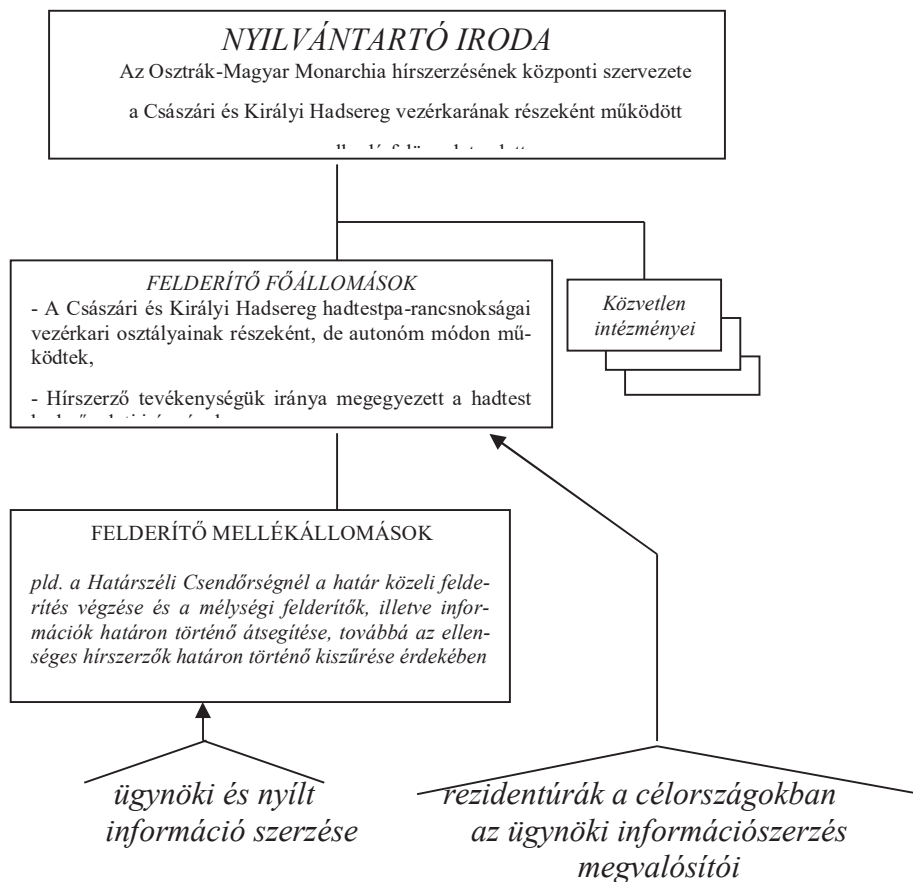 NYILVÁNTARTÓ IRODA
Az Osztrák-Magyar Monarchia hírszerzésének központi szervezete
a Császári és Királyi Hadsereg vezérkarának részeként működött
FELDERÍTŐ FŐÁLLOMÁSOK
- A Császári és Királyi Hadsereg hadtestpa-rancsnokságai
vezérkari osztályainak részeként, de autonóm módon mű-
ködtek,
- Hírszerző tevékenységük iránya megegyezett a hadtest
Közvetlen
intézményei
FELDERÍTŐ MELLÉKÁLLOMÁSOK
pld. a Határszéli Csendőrségnél a határ közeli felde-
rítés végzése és a mélységi felderítők, illetve infor-
mációk határon történő átsegítése, továbbá az ellen-
séges hírszerzők határon történő kiszűrése érdekében
ügynöki és nyílt
információ szerzése
rezidentúrák a célországokban
az ügynöki információszerzés
megvalósítói